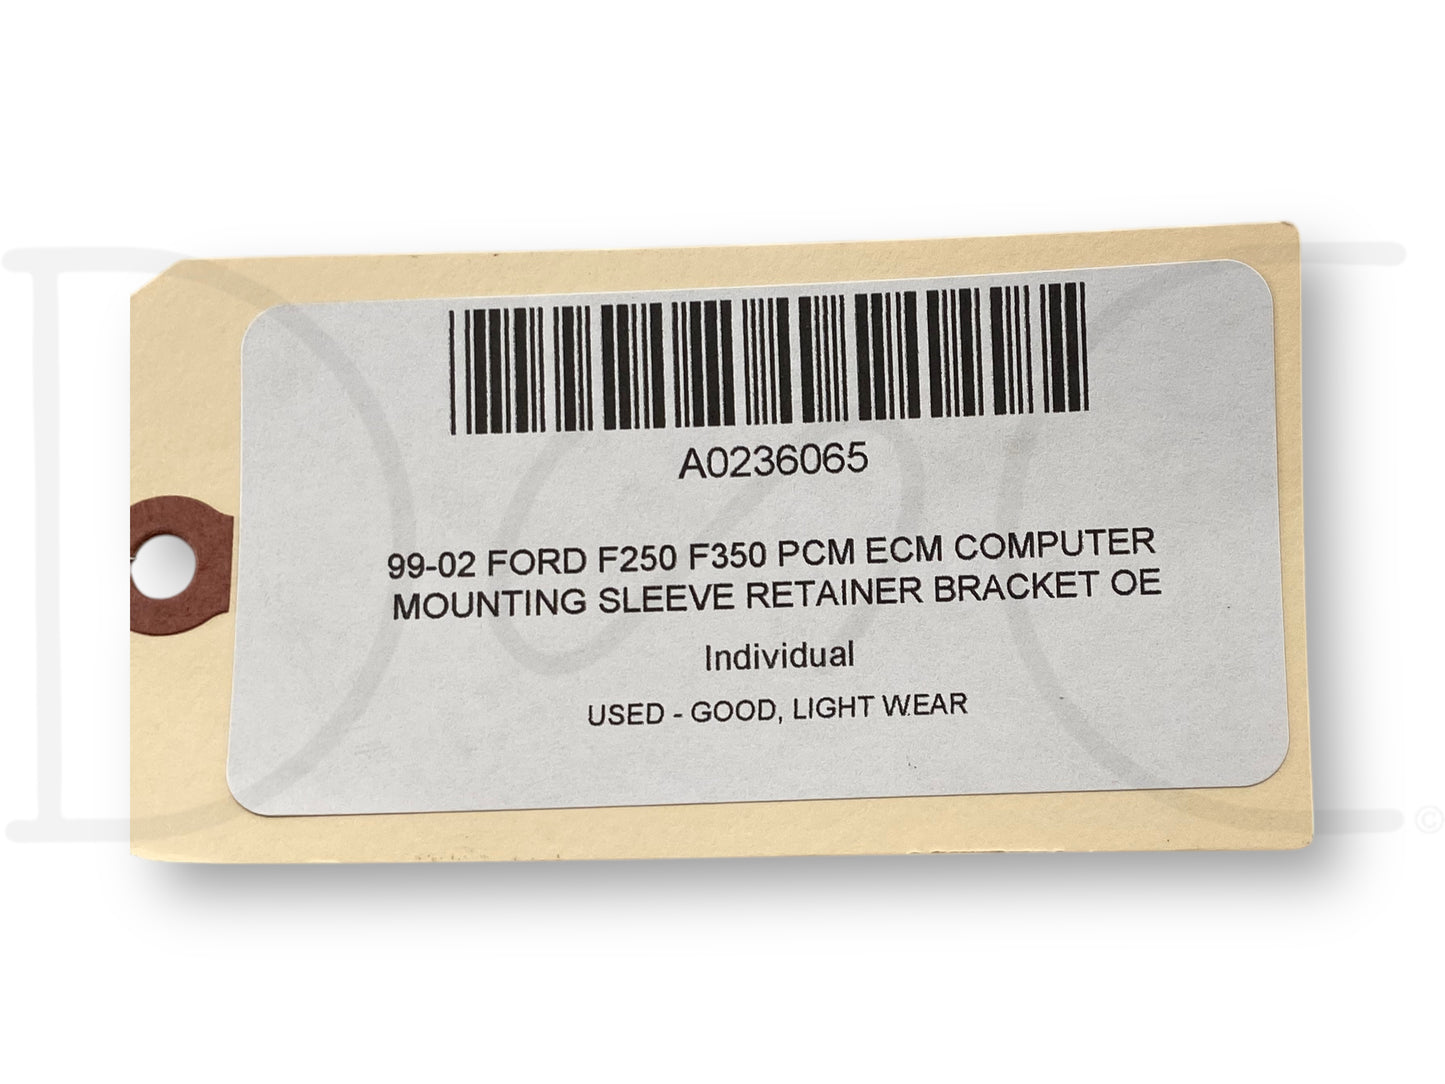 A0236065
99-02 FORD F250 F350 PCM ECM COMPUTER
MOUNTING SLEEVE RETAINER BRACKET OE
Individual
USED - GOOD, LIGHT WEAR
©